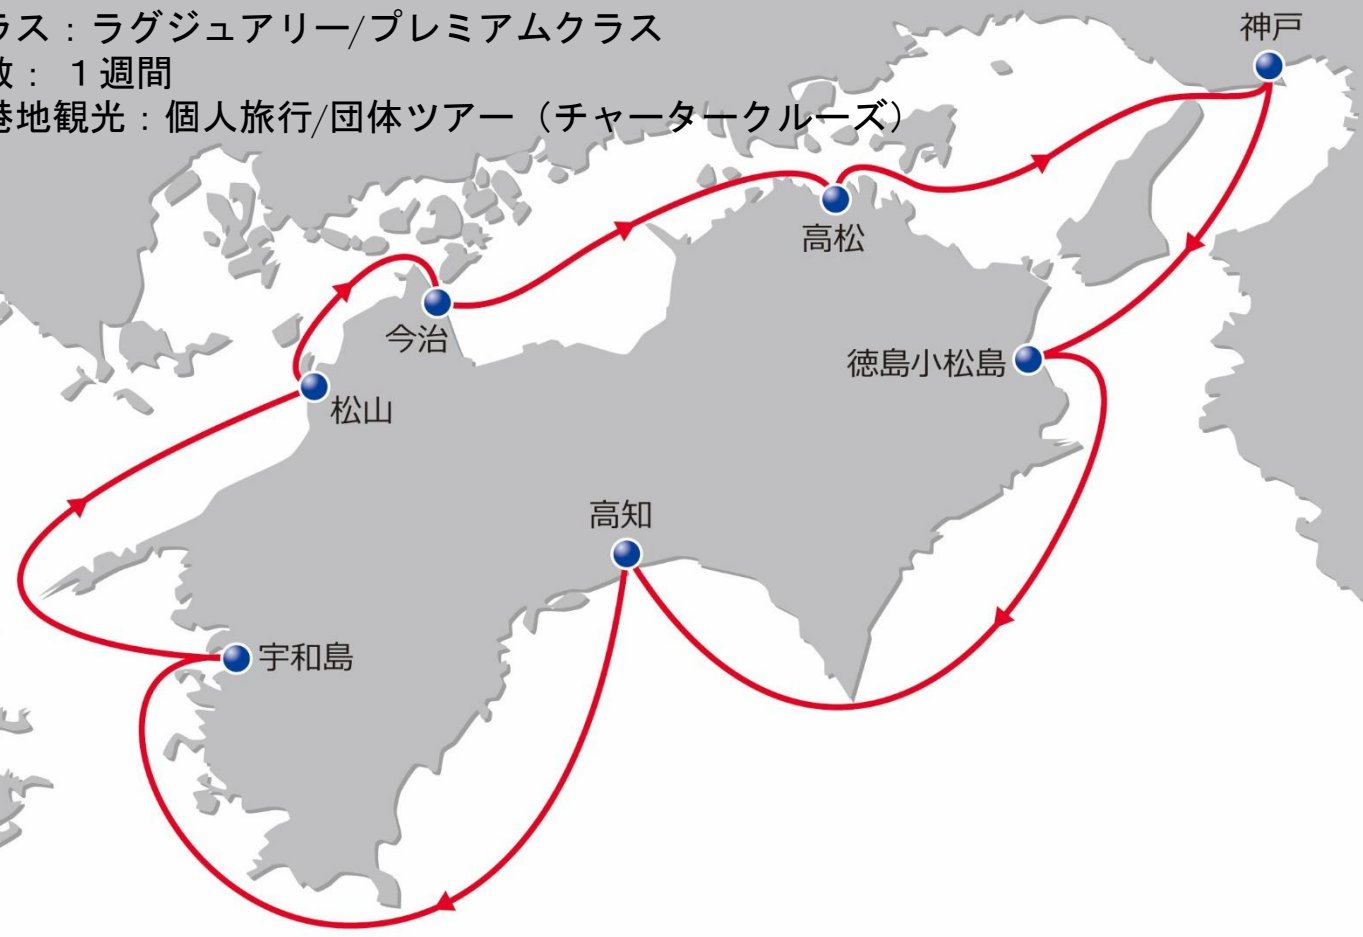 ラス：ラグジュアリー/プレミアムクラス
数： １週間
港地観光：個人旅行/団体ツアー（チャータークルーズ）
神戸
高松
今治
徳島小松島
松山
高知
宇和島